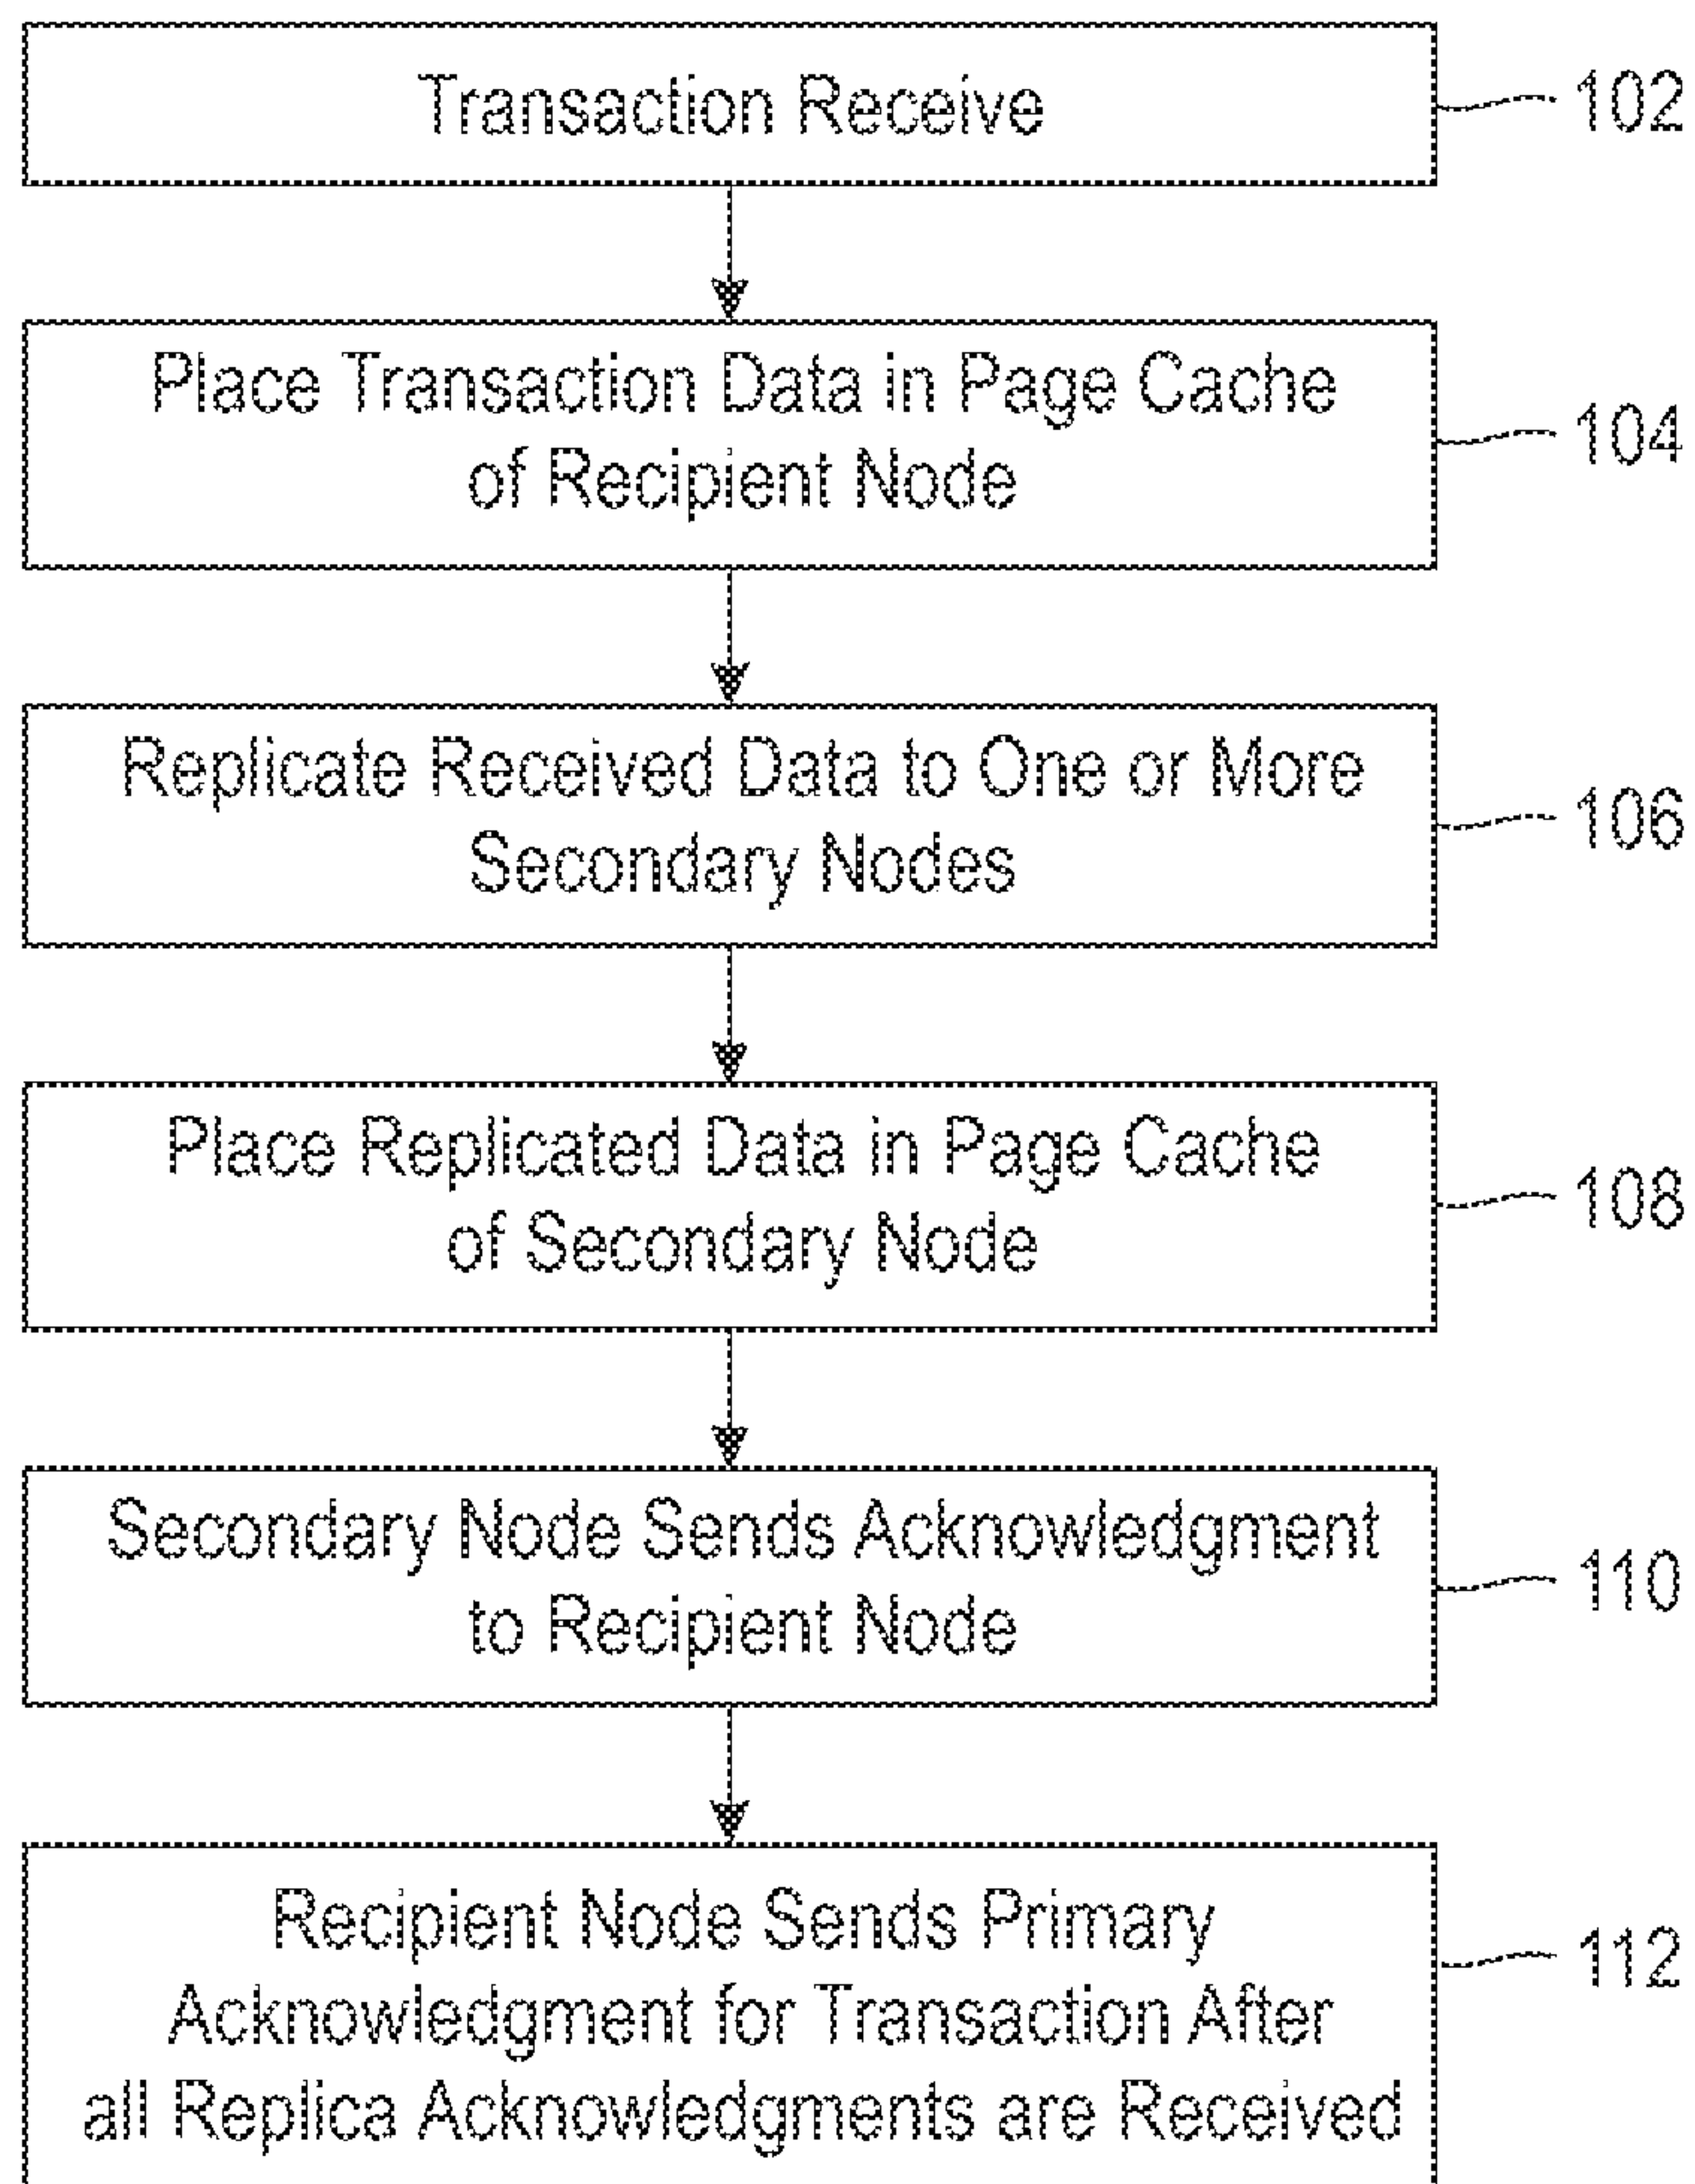 Transaction Receive
102
Place Transaction Data in Page Cache
of Recipient Node
104
Replicate Received Data to One or More
Secondary Nodes
106
Place Replicated Data in Page Cache
of Secondary Node
108
Secondary Node Sends Acknowledgment
to Recipient Node
110
Recipient Node Sends Primary
Acknowledgment for Transaction After
all Replica Acknowledgments are Received
112